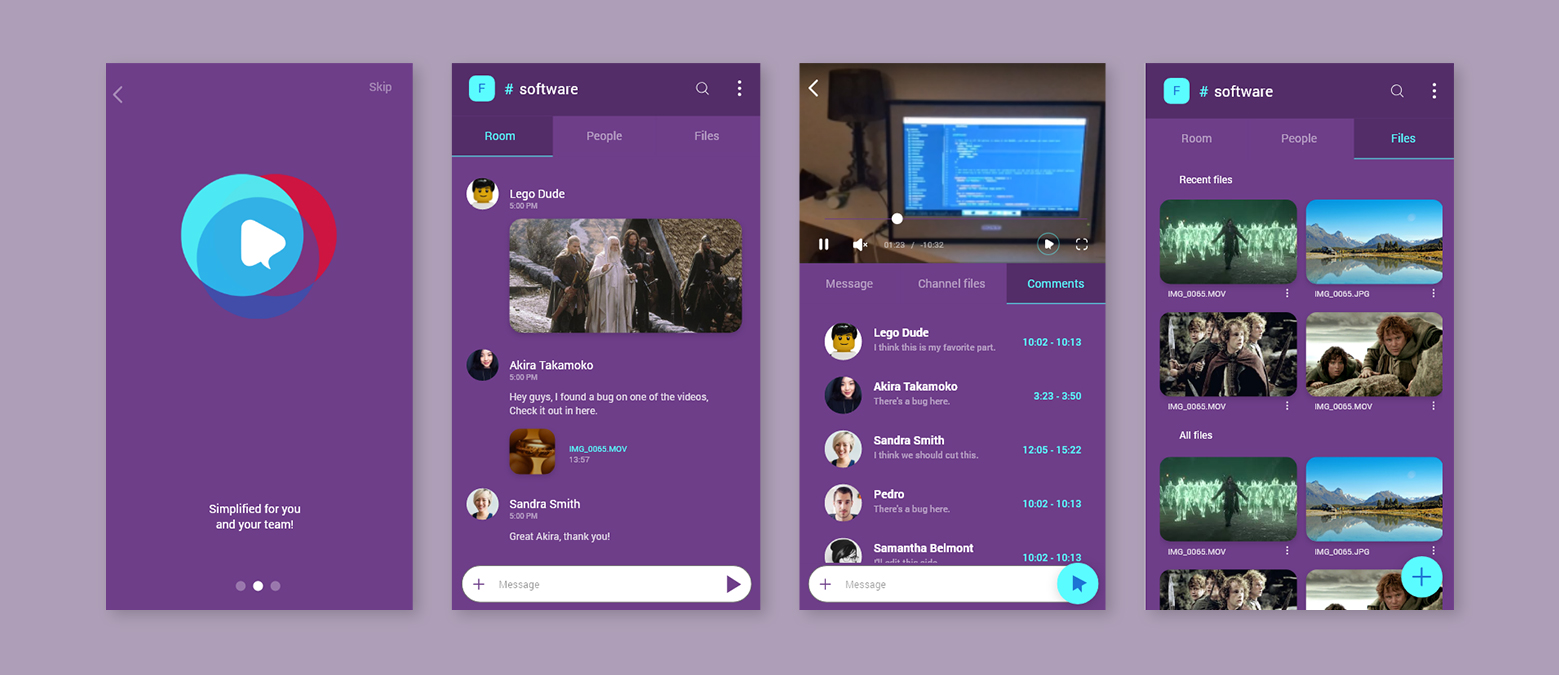 Skip
Simplified for you
and your team!
F # software
Room People Files
Lego Dude
5:00 PM
Akira Takamoko
5:00 PM
Hey guys, I found a bug on one of the videos,
Check it out in here.
IMG_0065.MOV
13:57
Sandra Smith
5:00 PM
Great Akira, thank you!
+ Message
01:23 / -10:32
Message Channel files Comments
Lego Dude
I think this is my favorite part. 10:02 - 10:13
Akira Takamoko
There's a bug here. 3:23 - 3:50
Sandra Smith
I think we should cut this. 12:05 - 15:22
Pedro
There's a bug here. 10:02 - 10:13
Samantha Belmont
I'll edit this side 10:02 - 10:13
+ Message
F # software
Room People Files
Recent files
IMG_0065.MOV IMG_0065.JPG
IMG_0065.MOV IMG_0065.MOV
All files
IMG_0065.MOV IMG_0065.JPG